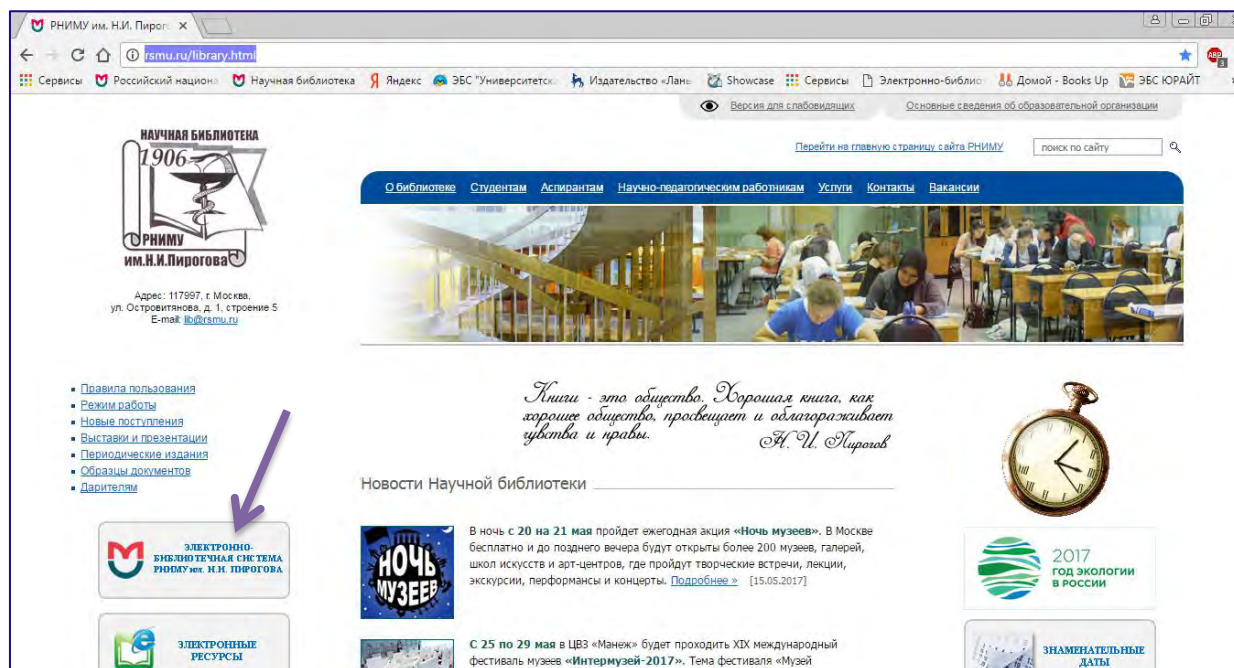 РНИМУ им. Н.И. Пирог
rsmu.ru/library.html
Сервисы Российский национа Научная библиотека Яндекс ЭБС "Университетск Издательство «Лань Showcase Сервисы Электронно-библио Домой - Books Up ЭБС ЮРАЙТ
Версия для слабовидящих Основные сведения об образовательной организации
Перейти на главную страницу сайта РНИМУ поиск по сайту
НАУЧНАЯ БИБЛИОТЕКА
1906
РНИМУ
им.Н.И.Пирогова
Адрес: 117997, г. Москва,
ул. Островитянова, д. 1, строение 5
E-mail: lib@rsmu.ru
О библиотеке Студентам Аспирантам Научно-педагогическим работникам Услуги Контакты Вакансии
Правила пользования
Режим работы
Новые поступления
Выставки и презентации
Периодические издания
Образцы документов
Дарителям
ЭЛЕКТРОННО-
БИБЛИОТЕЧНАЯ СИСТЕМА
РНИМУ им. Н.И. ПИРОГОВА
ЭЛЕКТРОННЫЕ
РЕСУРСЫ
Книги - это общество. Хорошая книга, как
хорошее общество, просвещает и облагораживает
чувства и нравы.
Н. И. Пирогов
Новости Научной библиотеки
НОЧЬ
МУЗЕЕВ
В ночь с 20 на 21 мая пройдет ежегодная акция «Ночь музеев». В Москве
бесплатно и до позднего вечера будут открыты более 200 музеев, галерей,
школ искусств и арт-центров, где пройдут творческие встречи, лекции,
экскурсии, перформансы и концерты. Подробнее » [15.05.2017]
С 25 по 29 мая в ЦВЗ «Манеж» будет проходить XIX международный
фестиваль музеев «Интермузей-2017». Тема фестиваля «Музей
2017
ГОД ЭКОЛОГИИ
В РОССИИ
ЗНАМЕНАТЕЛЬНЫЕ
ДАТЫ